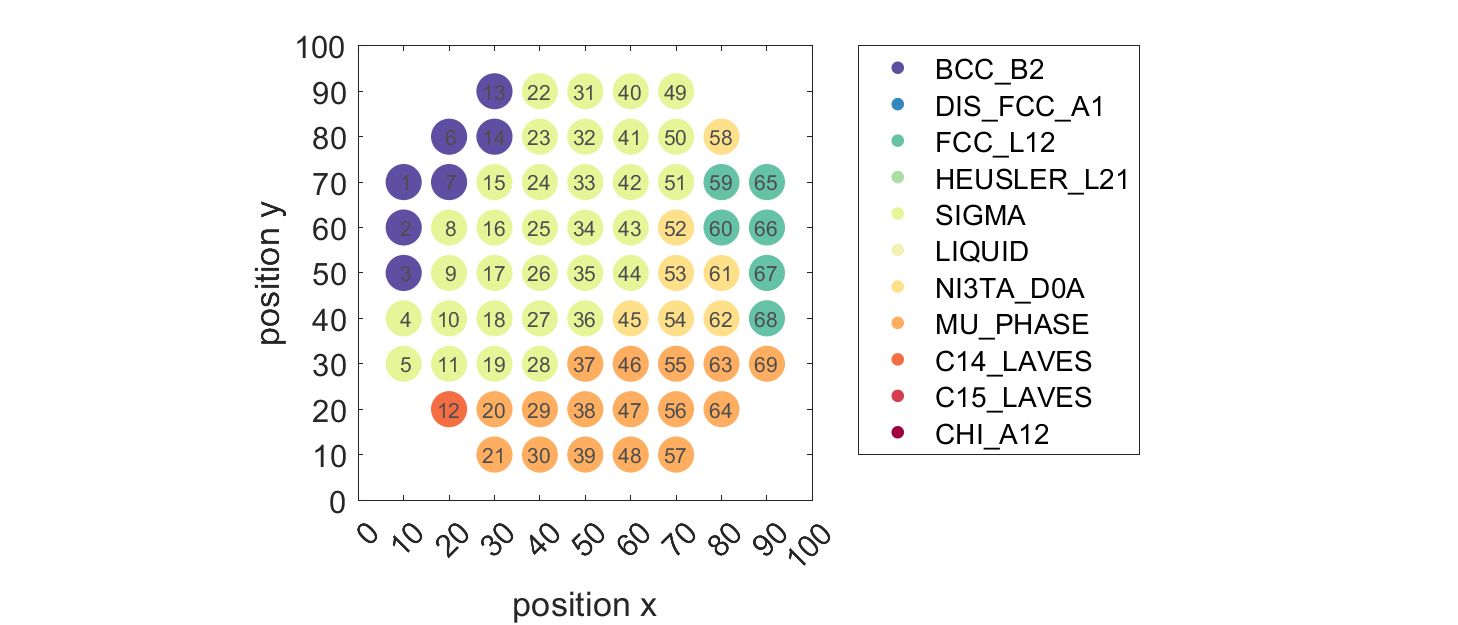 100
90
80
70
60
50
40
30
20
10
0
position y
13 22 31 40 49
6 14 23 32 41 50 58
1 7 15 24 33 42 51 59 65
2 8 16 25 34 43 52 60 66
3 9 17 26 35 44 53 61 67
4 10 18 27 36 45 54 62 68
5 11 19 28 37 46 55 63 69
12 20 29 38 47 56 64
21 30 39 48 57
0 10 20 30 40 50 60 70 80 90 100
position x
BCC_B2
DIS_FCC_A1
FCC_L12
HEUSLER_L21
SIGMA
LIQUID
NI3TA_D0A
MU_PHASE
C14_LAVES
C15_LAVES
CHI_A12